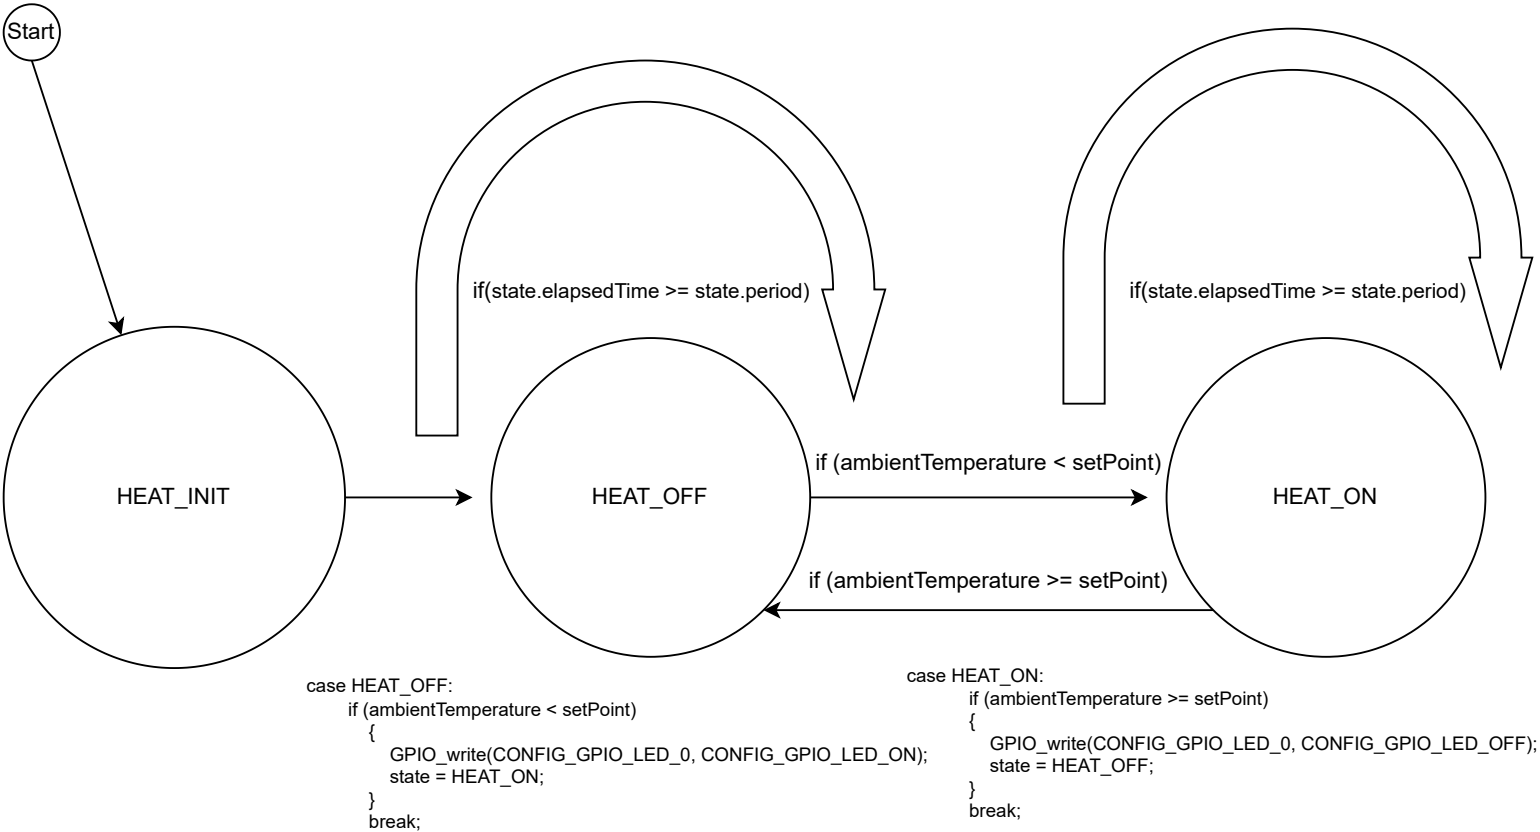 Start
if(state.elapsedTime >= state.period)
if(state.elapsedTime >= state.period)
if (ambientTemperature < setPoint)
HEAT_INIT
HEAT_OFF
HEAT_ON
if (ambientTemperature >= setPoint)
case HEAT_OFF:
if (ambientTemperature < setPoint)
{
GPIO_write(CONFIG_GPIO_LED_0, CONFIG_GPIO_LED_ON);
state = HEAT_ON;
}
break;
case HEAT_ON:
if (ambientTemperature >= setPoint)
{
GPIO_write(CONFIG_GPIO_LED_0, CONFIG_GPIO_LED_OFF);
state = HEAT_OFF;
}
break;